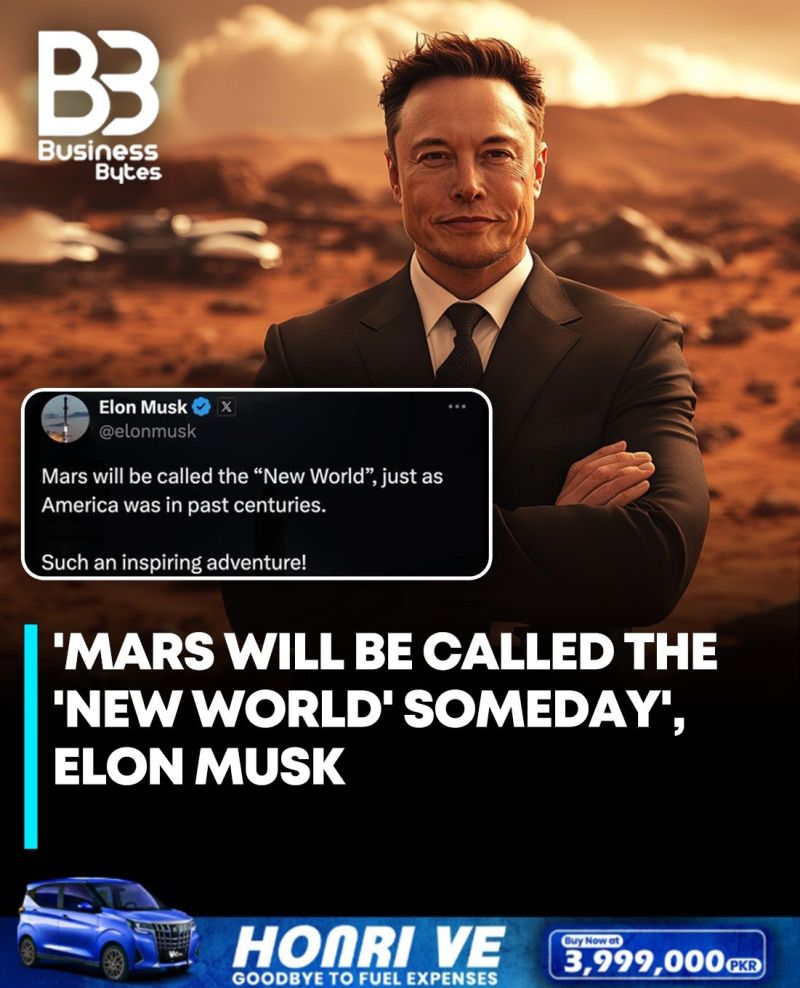 B3
Business
Bytes
Elon Musk X
@elonmusk
Mars will be called the “New World”, just as
America was in past centuries.
Such an inspiring adventure!
'MARS WILL BE CALLED THE
'NEW WORLD' SOMEDAY',
ELON MUSK
HONRI VE
GOODBYE TO FUEL EXPENSES
Buy Now at
3,999,000 PKR